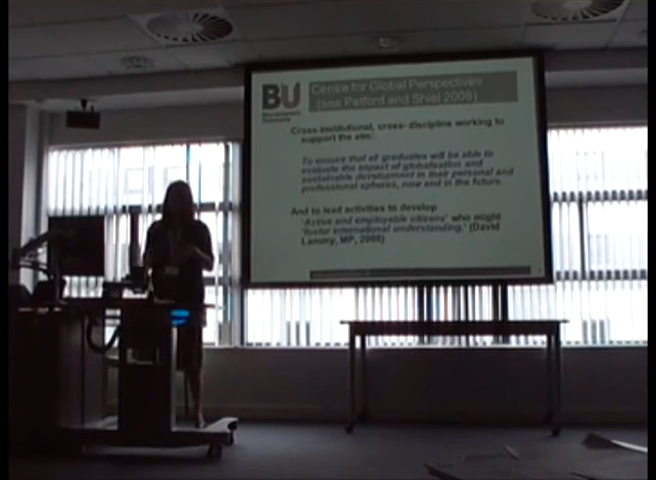 BU
Bournemouth
University
Centre for Global Perspectives
(see Petford and Shiel 2008)
Cross-institutional, cross- discipline working to
support the aim:
To ensure that all graduates will be able to
evaluate the impact of globalisation and
sustainable development in their personal and
professional spheres, now and in the future.
And to lead activities to develop
'Active and employable citizens' who might
'foster international understanding.' (David
Lammy, MP, 2008)